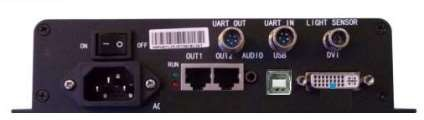 UART OUT UART IN LIGHT SENSOR
ON OFF
OUT1 OUT2 AUDIO USB DVI
RUN
AC